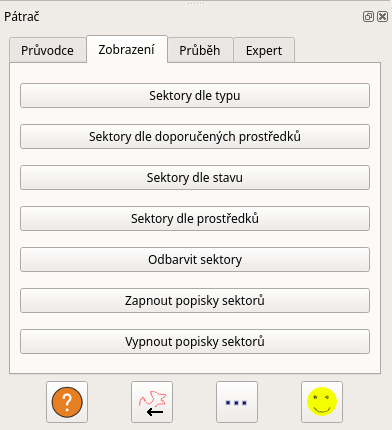 Pátrač
Průvodce Zobrazení Průběh Expert
Sektory dle typu
Sektory dle doporučených prostředků
Sektory dle stavu
Sektory dle prostředků
Odbarvit sektory
Zapnout popisky sektorů
Vypnout popisky sektorů
?